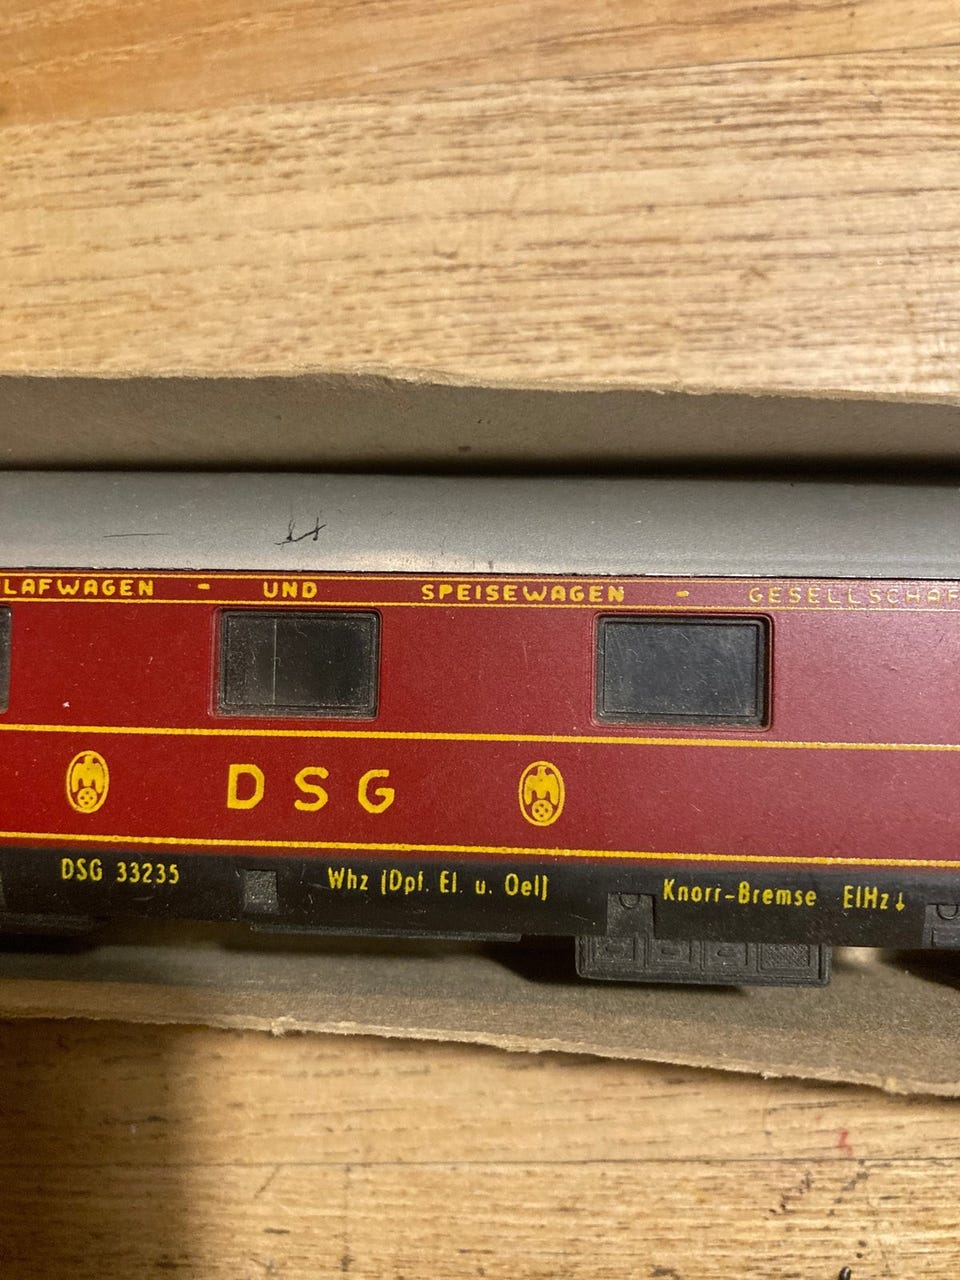 LAFWAGEN - UND SPEISEWAGEN - GESELLSCHAF
DSG
DSG 33235 Whz (Dpf. El. u. Oel) Knorr-Bremse ElHz↓